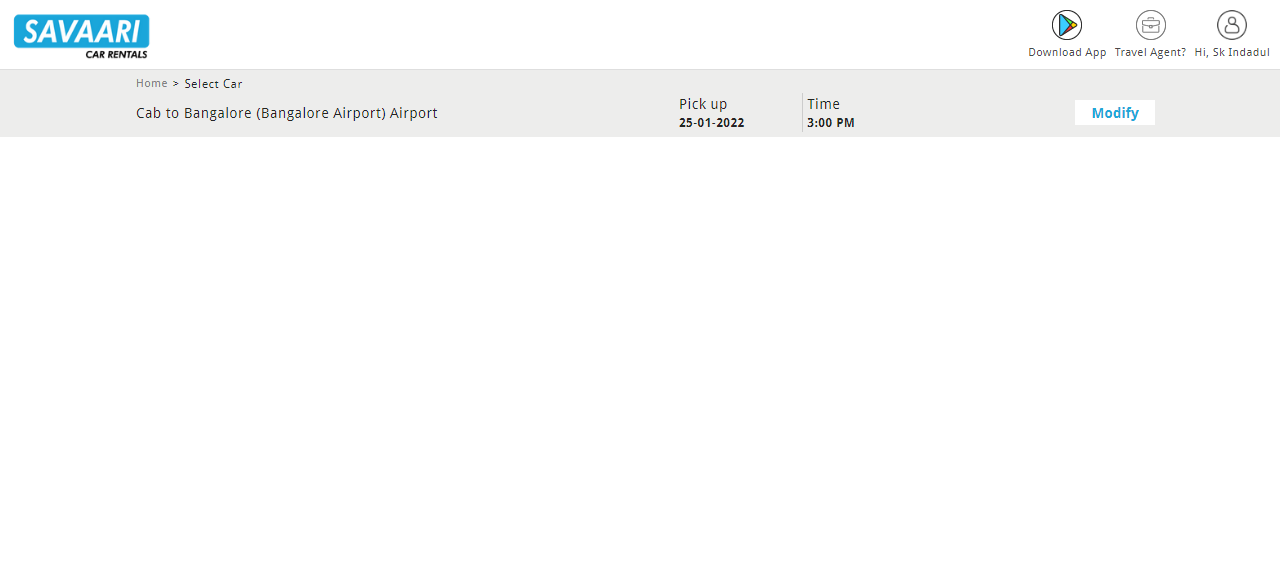 SAVAARI
CAR RENTALS
Download App
Travel Agent?
Hi, Sk Indadul
Home > Select Car
Cab to Bangalore (Bangalore Airport) Airport
Pick up
25-01-2022
Time
3:00 PM
Modify